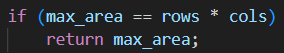 if (max_area == rows * cols)
    return max_area;